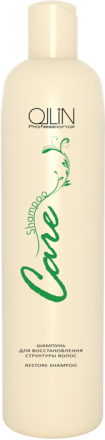 OLLIN
Professional
Shampoo
Care
ШАМПУНЬ
ДЛЯ ВОССТАНОВЛЕНИЯ
СТРУКТУРЫ ВОЛОС
RESTORE SHAMPOO